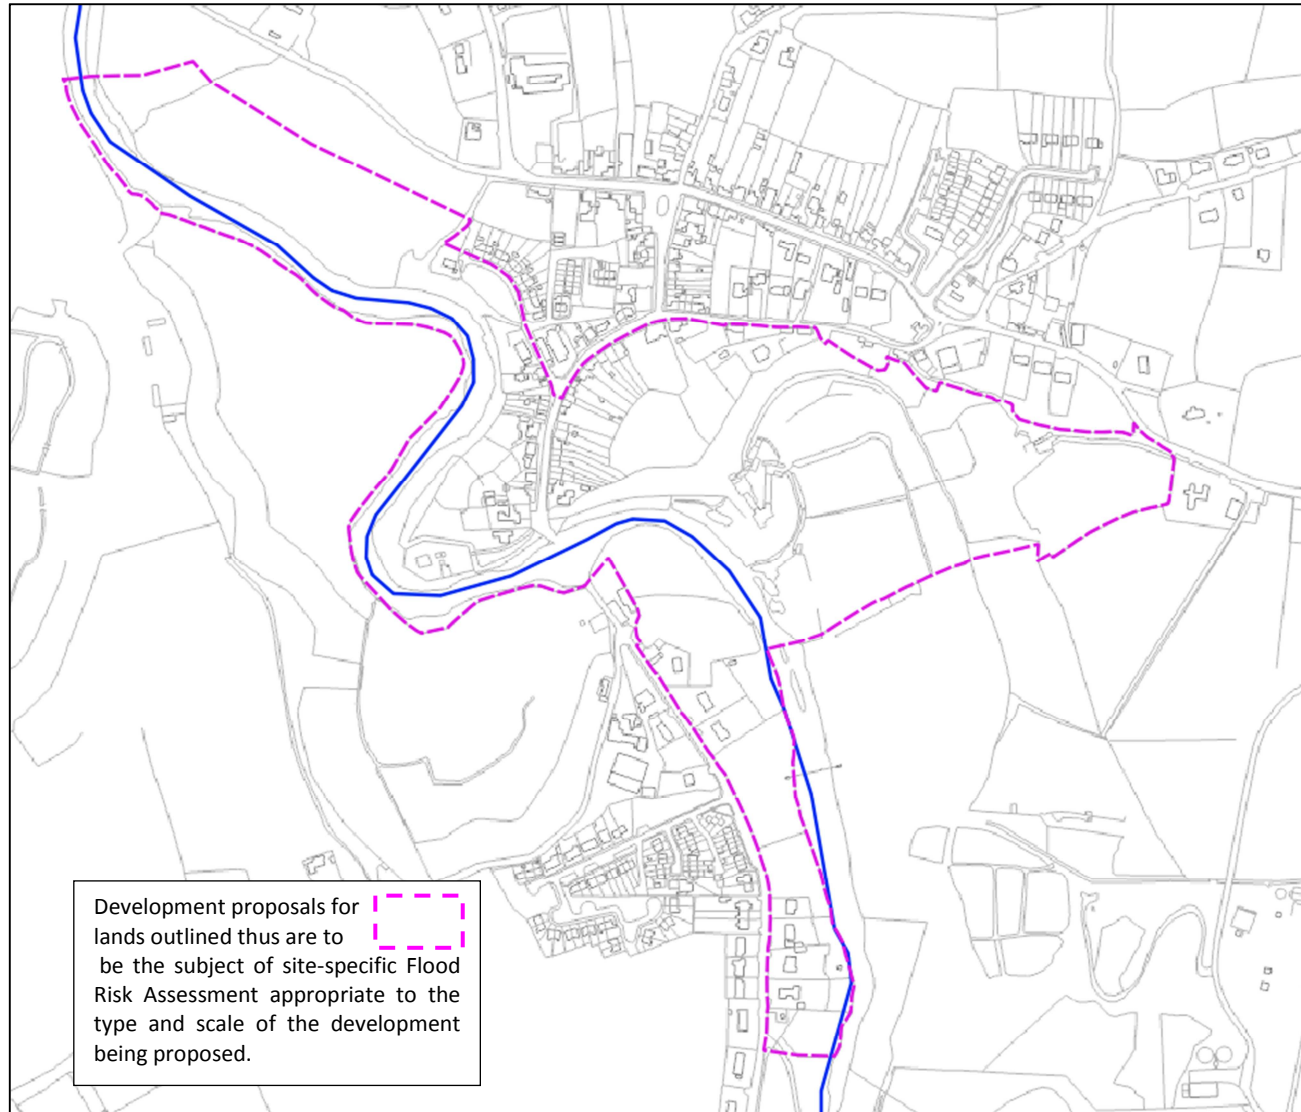 Development proposals for
lands outlined thus are to
be the subject of site-specific Flood
Risk Assessment appropriate to the
type and scale of the development
being proposed.